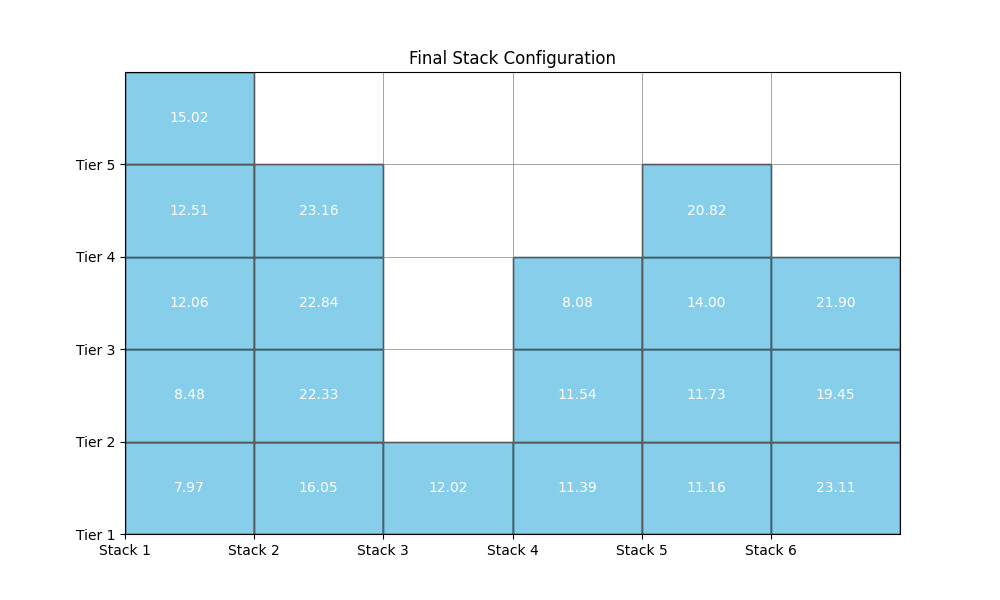 Final Stack Configuration
15.02
Tier 5
12.51 23.16 20.82
Tier 4
12.06 22.84 8.08 14.00 21.90
Tier 3
8.48 22.33 11.54 11.73 19.45
Tier 2
7.97 16.05 12.02 11.39 11.16 23.11
Tier 1
Stack 1 Stack 2 Stack 3 Stack 4 Stack 5 Stack 6